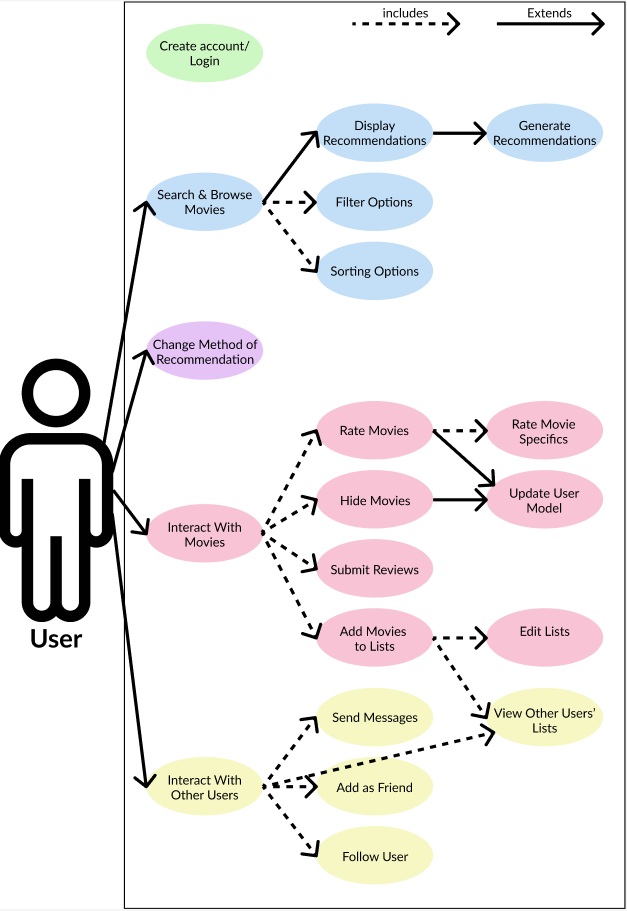 includes
Extends
Create account/
Login
Display
Recommendations
Generate
Recommendations
Search & Browse
Movies
Filter Options
Sorting Options
Change Method of
Recommendation
Rate Movies
Rate Movie
Specifics
Hide Movies
Update User
Model
Interact With
Movies
Submit Reviews
Add Movies
to Lists
Edit Lists
User
Send Messages
View Other Users’
Lists
Interact With
Other Users
Add as Friend
Follow User